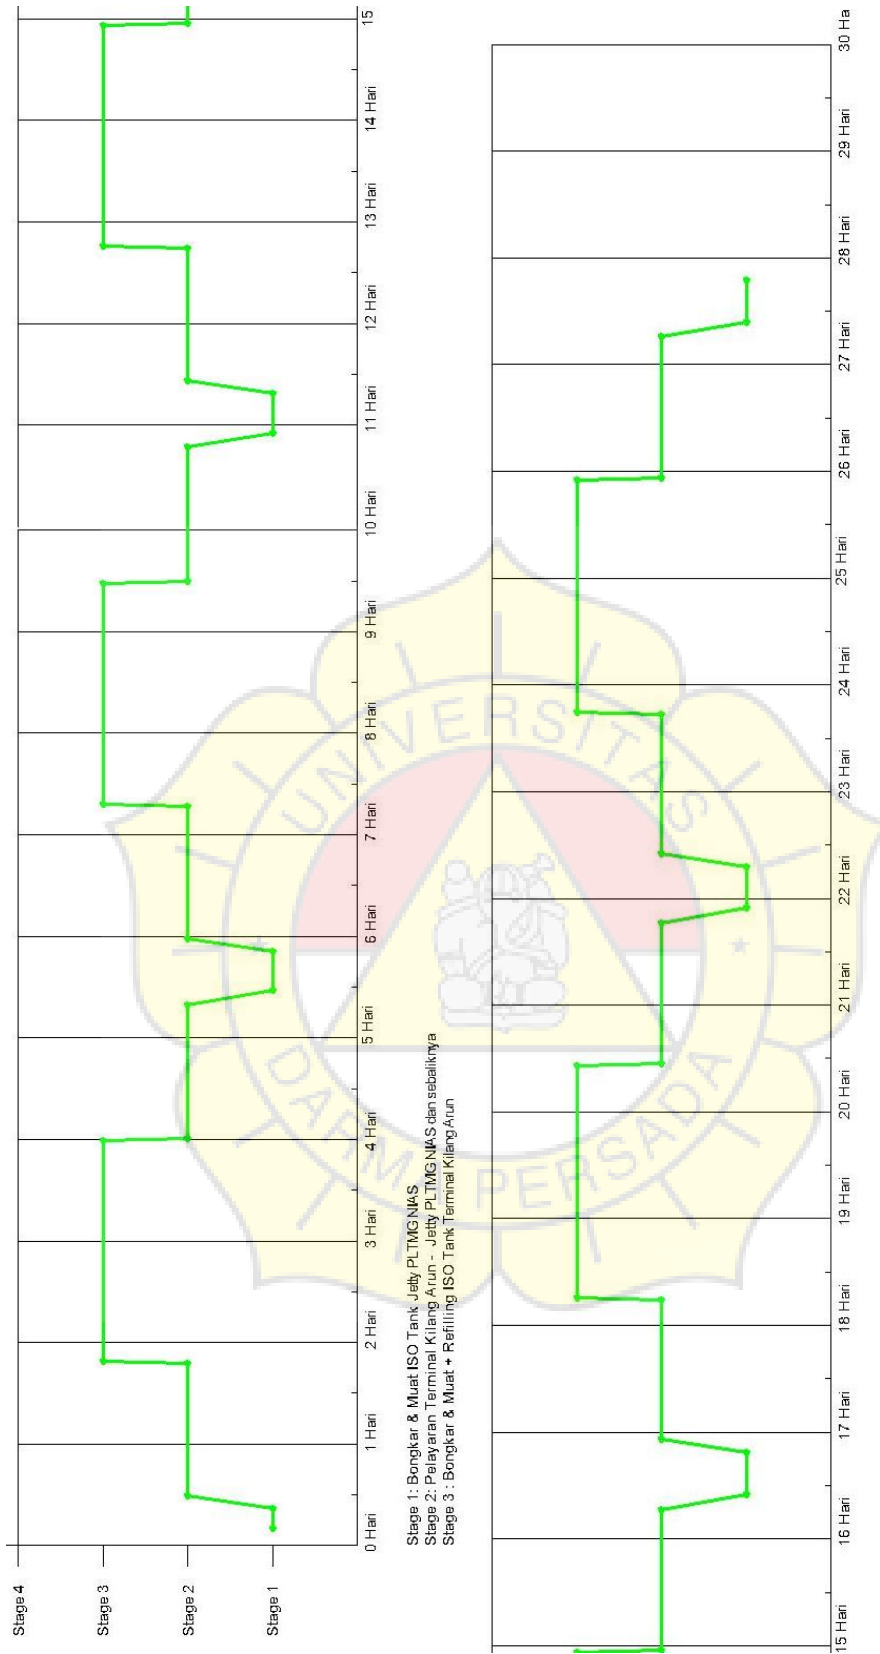 Stage 4
Stage 3
Stage 2
Stage 1
0 Hari
1 Hari
2 Hari
3 Hari
4 Hari
5 Hari
6 Hari
7 Hari
8 Hari
9 Hari
10 Hari
11 Hari
12 Hari
13 Hari
14 Hari
15
Stage 1: Bongkar & Muat ISO Tank Jetty PLTMG NIAS
Stage 2: Pelayaran Terminal Kilang Arun - Jetty PLTMG NIAS dan sebaliknya
Stage 3 : Bongkar & Muat + Refilling ISO Tank Terminal Kilang Arun
15 Hari
16 Hari
17 Hari
18 Hari
19 Hari
20 Hari
21 Hari
22 Hari
23 Hari
24 Hari
25 Hari
26 Hari
27 Hari
28 Hari
29 Hari
30 Ha
UNIVERSITAS
DARMA PERSADA